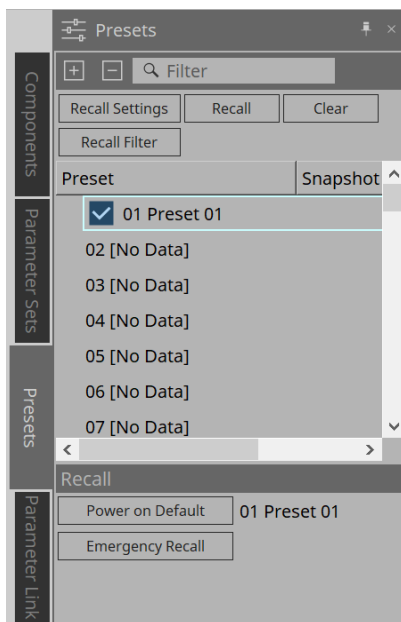 Presets
Filter
Recall Settings Recall Clear
Recall Filter
Preset Snapshot
01 Preset 01
02 [No Data]
03 [No Data]
04 [No Data]
05 [No Data]
06 [No Data]
07 [No Data]
Recall
Power on Default 01 Preset 01
Emergency Recall
Components
Parameter Sets
Presets
Parameter Link